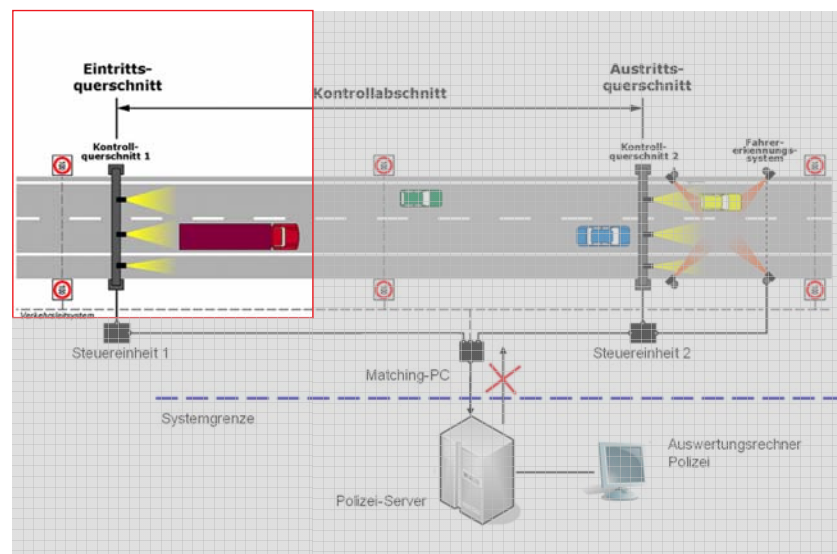 Eintritts-
querschnitt
Kontrollabschnitt
Austritts-
querschnitt
Kontroll-
querschnitt 1
Kontroll-
querschnitt 2
Fahrer-
erkennungs-
system
Verkehrsleitsystem
Steuereinheit 1
Steuereinheit 2
Matching-PC
Systemgrenze
Auswertungsrechner
Polizei
Polizei-Server